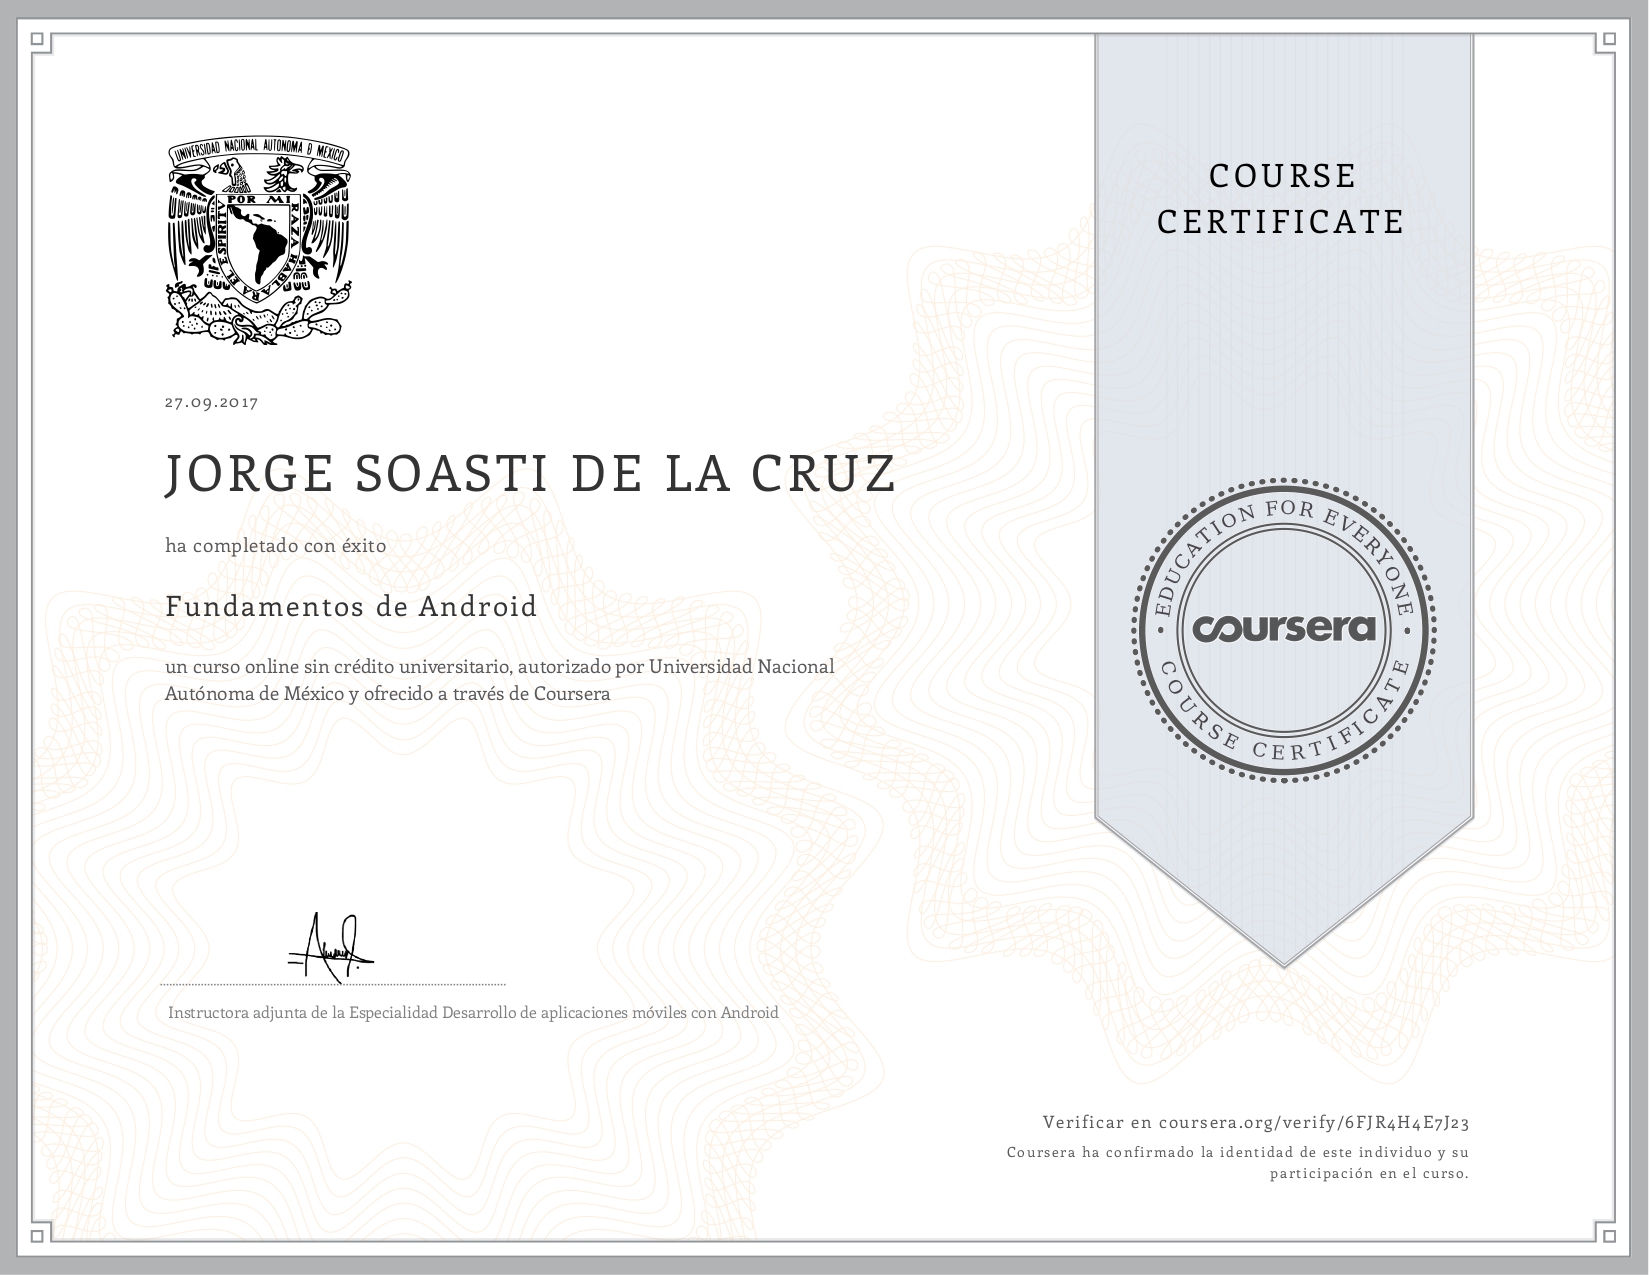 UNIVERSIDAD NACIONAL AUTONOMA D MEXICO
POR MI RAZA HABLARA EL ESPIRITU
COURSE
CERTIFICATE
27.09.2017
JORGE SOASTI DE LA CRUZ
ha completado con éxito
Fundamentos de Android
un curso online sin crédito universitario, autorizado por Universidad Nacional
Autónoma de México y ofrecido a través de Coursera
EDUCATION FOR EVERYONE
coursera
COURSE CERTIFICATE
Instructora adjunta de la Especialidad Desarrollo de aplicaciones móviles con Android
Verificar en coursera.org/verify/6FJR4H4E7J23
Coursera ha confirmado la identidad de este individuo y su
participación en el curso.